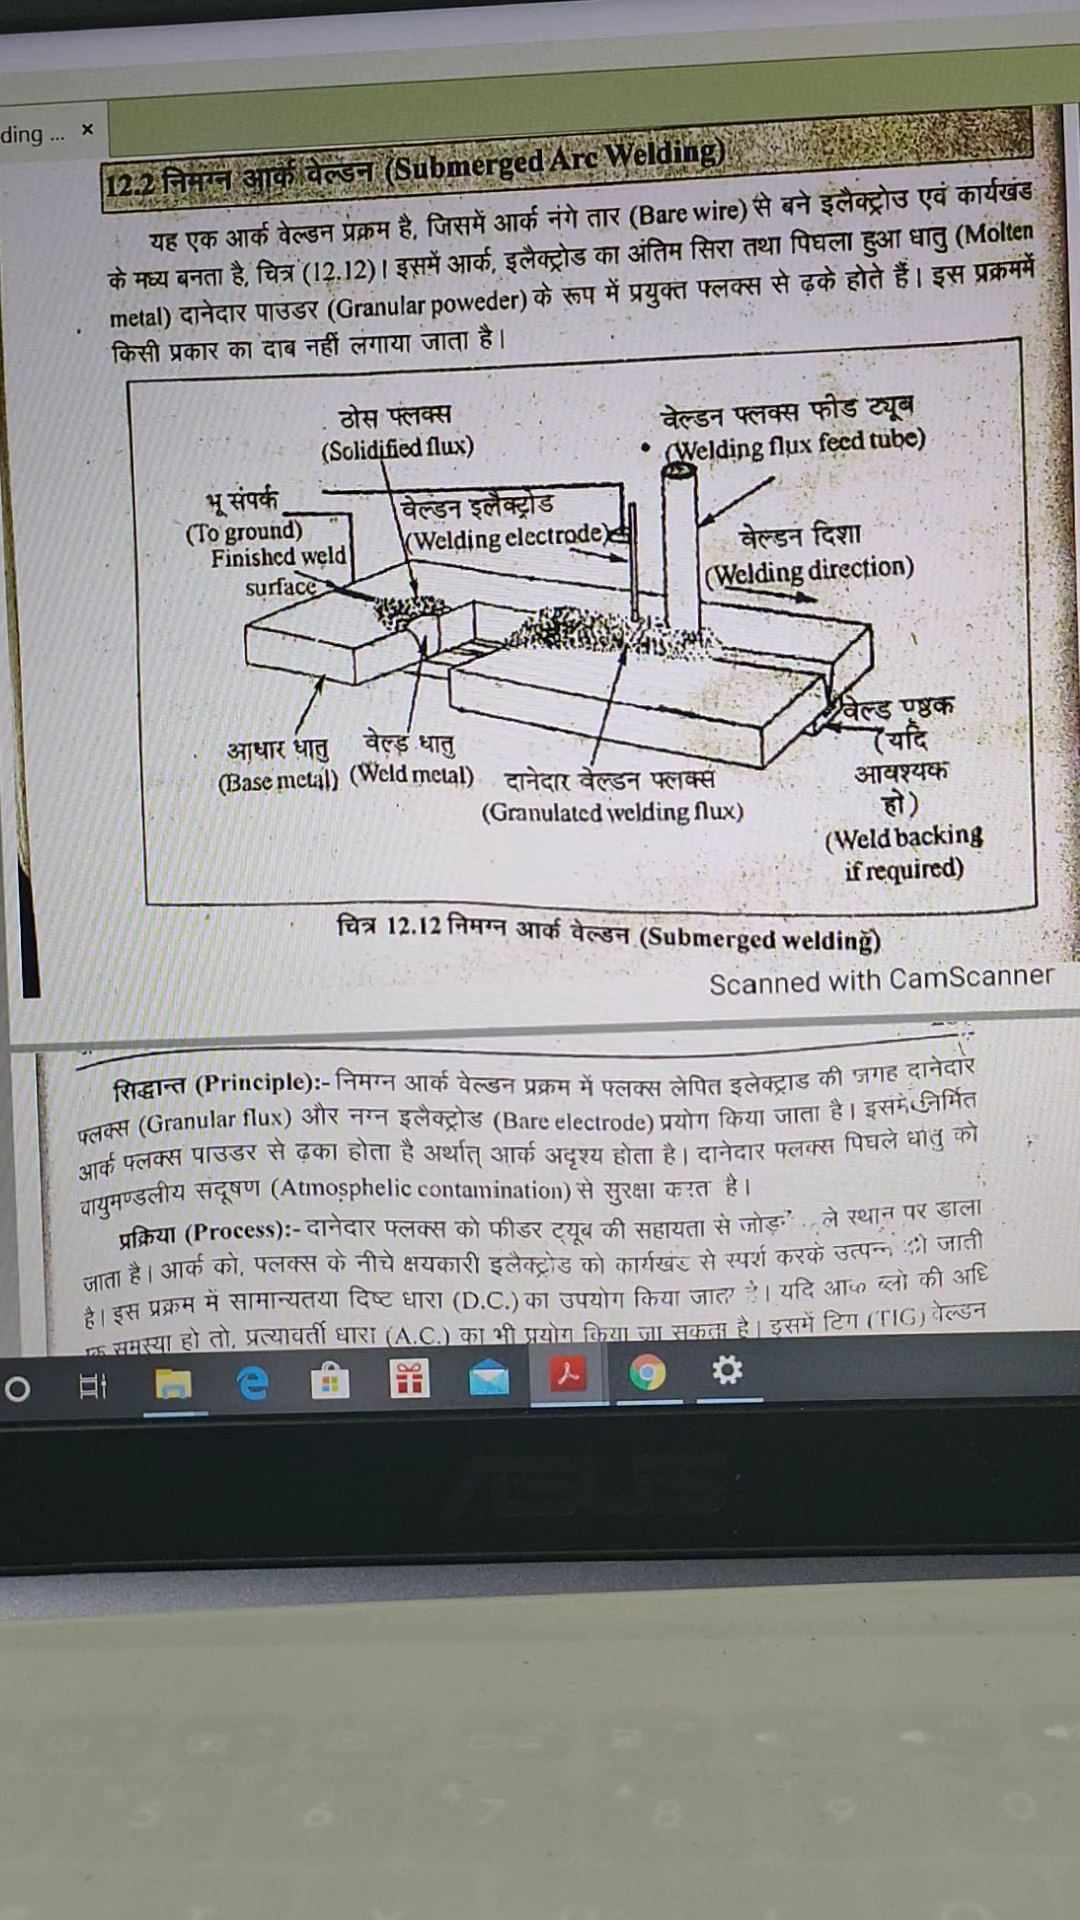 ding ... ×
12.2 निमग्न आर्क वेल्डन (Submerged Arc Welding)
यह एक आर्क वेल्डन प्रक्रम है, जिसमें आर्क नंगे तार (Bare wire) से बने इलैक्ट्रोड एवं कार्यखंड
के मध्य बनता है, चित्र (12.12)। इसमें आर्क, इलैक्ट्रोड का अंतिम सिरा तथा पिघला हुआ धातु (Molten
metal) दानेदार पाउडर (Granular poweder) के रूप में प्रयुक्त फ्लक्स से ढ़के होते हैं। इस प्रक्रममें
किसी प्रकार का दाब नहीं लगाया जाता है।
ठोस फ्लक्स
(Solidified flux)
वेल्डन फ्लक्स फीड ट्यूब
(Welding flux feed tube)
भू संपर्क
(To ground)
Finished weld
surface
वेल्डन इलैक्ट्रोड
(Welding electrode)
वेल्डन दिशा
(Welding direction)
आधार धातु
(Base metal)
वेल्ड धातु
(Weld metal)
दानेदार वेल्डन फ्लक्स
(Granulated welding flux)
वेल्ड पृष्ठक
(यदि
आवश्यक
हो)
(Weld backing
if required)
चित्र 12.12 निमग्न आर्क वेल्डन (Submerged welding)
Scanned with CamScanner
सिद्धान्त (Principle):- निमग्न आर्क वेल्डन प्रक्रम में फ्लक्स लेपित इलेक्ट्राड की जगह दानेदार
फ्लक्स (Granular flux) और नग्न इलैक्ट्रोड (Bare electrode) प्रयोग किया जाता है। इसमें निर्मित
आर्क फ्लक्स पाउडर से ढ़का होता है अर्थात् आर्क अदृश्य होता है। दानेदार फ्लक्स पिघले धातु को
वायुमण्डलीय संदूषण (Atmosphelic contamination) से सुरक्षा करत है।
प्रक्रिया (Process):- दानेदार फ्लक्स को फीडर ट्यूब की सहायता से ले स्थान पर डाला
जाता है। आर्क को, फ्लक्स के नीचे क्षयकारी इलैक्ट्रोड को कार्यखंड से स्पर्श करके उत्पन्न की जाती
है। इस प्रक्रम में सामान्यतया दिष्ट धारा (D.C.) का उपयोग किया जाता है। यदि आर्क ब्लो की अधि
क समस्या हो तो, प्रत्यावर्ती धारा (A.C.) का भी प्रयोग किया जा सकता है। इसमें टिग (TIG) वेल्डन
ASUS
5 6 7 8 9 0